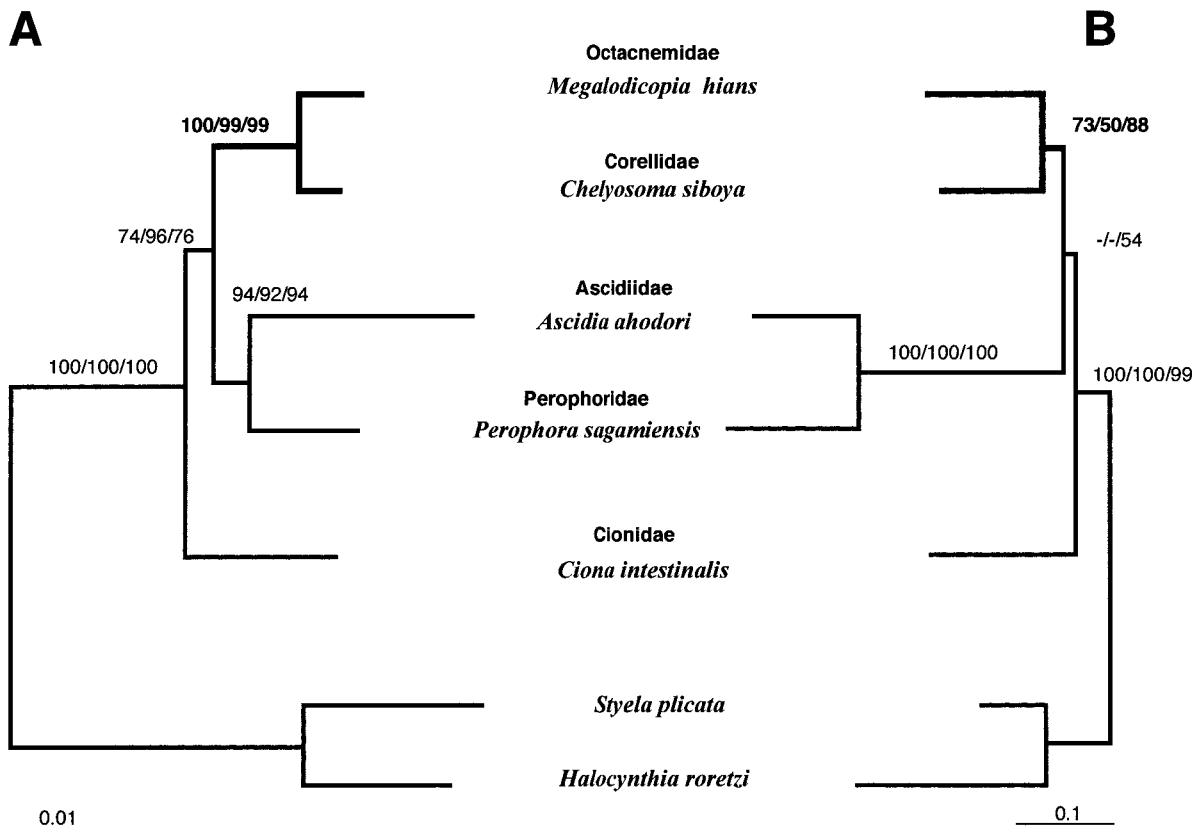 A
B
Octacnemidae
Megalodicopia hians
100/99/99
73/50/88
Corellidae
Chelyosoma siboya
74/96/76
-/-/54
94/92/94
Ascidiidae
Ascidia ahodori
100/100/100
100/100/100
100/100/99
Perophoridae
Perophora sagamiensis
Cionidae
Ciona intestinalis
Styela plicata
Halocynthia roretzi
0.01
0.1